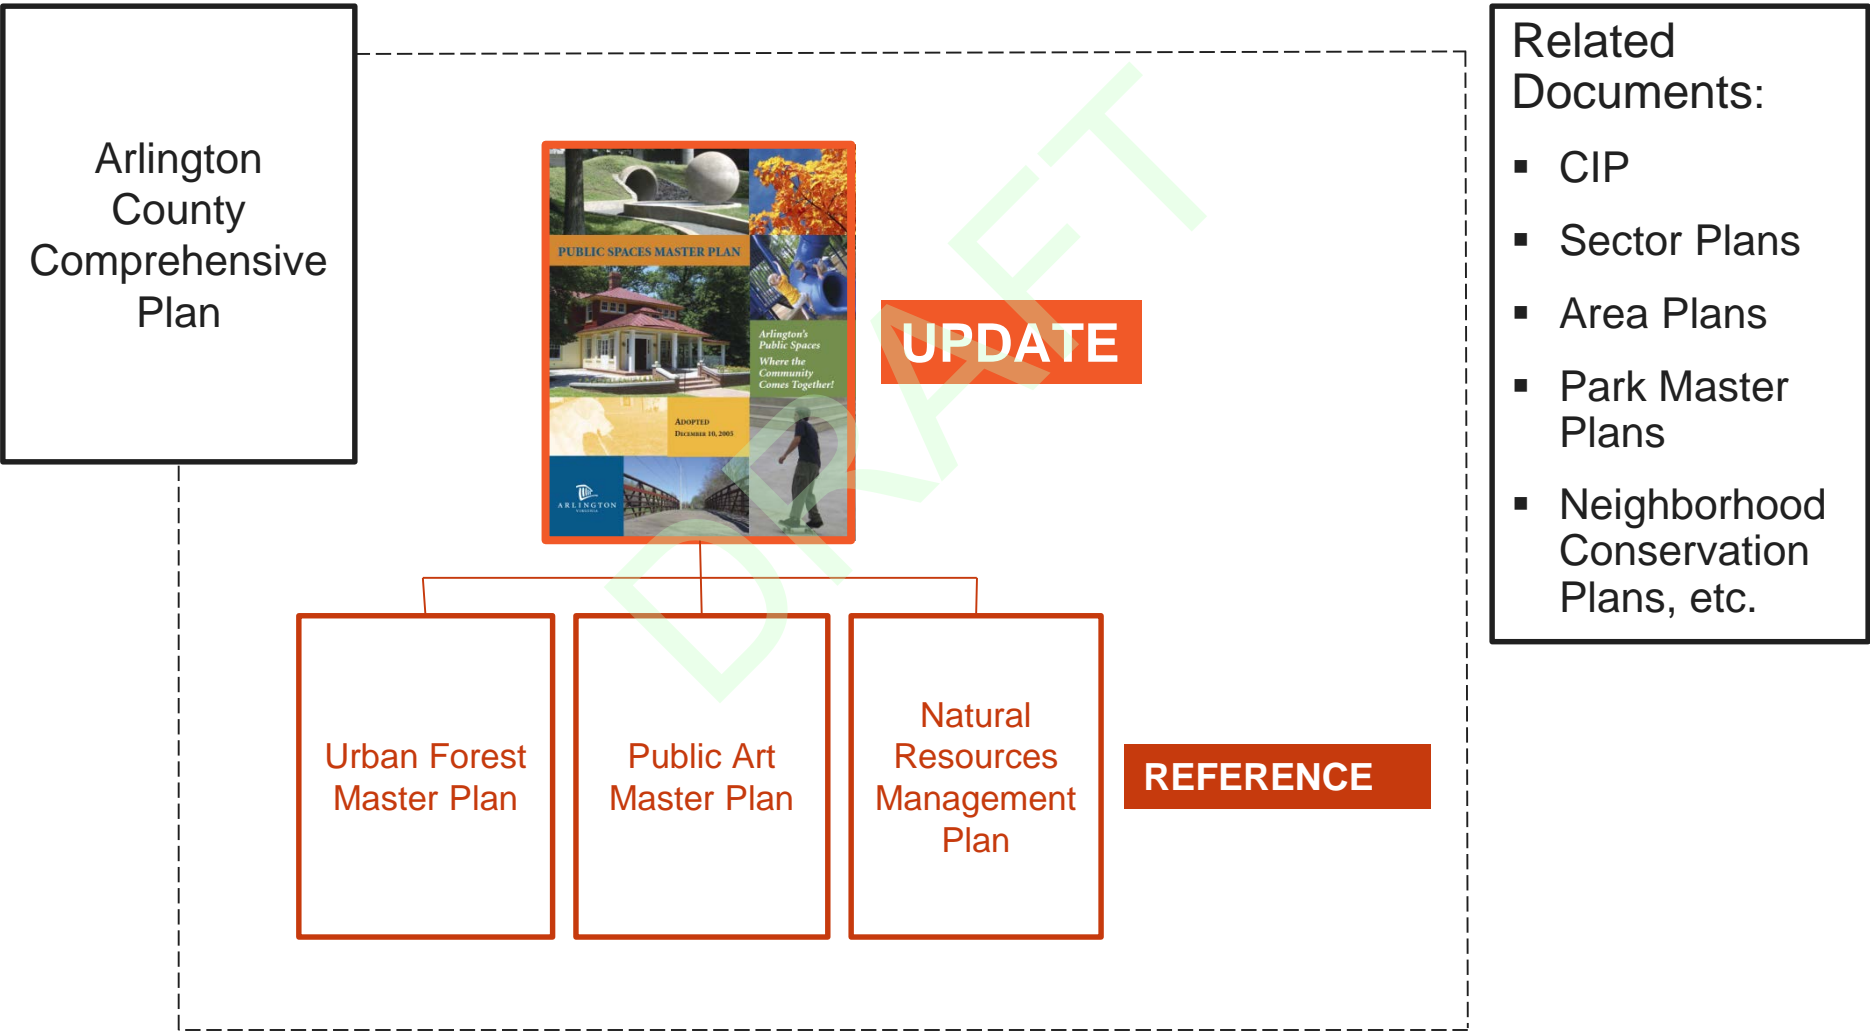 Arlington
County
Comprehensive
Plan
PUBLIC SPACES MASTER PLAN
Arlington's
Public Spaces
Where the
Community
Comes Together!
ADOPTED
DECEMBER 10, 2005
ARLINGTON
VIRGINIA
UPDATE
DRAFT
Urban Forest
Master Plan
Public Art
Master Plan
Natural
Resources
Management
Plan
REFERENCE
Related
Documents:
▪ CIP
▪ Sector Plans
▪ Area Plans
▪ Park Master
Plans
▪ Neighborhood
Conservation
Plans, etc.